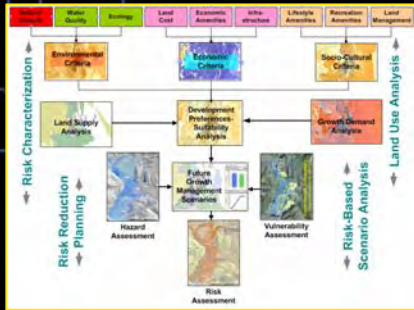 Water
Quality
Ecology
Land
Cost
Economic
Amenities
Infra-
structure
Lifestyle
Amenities
Recreation
Amenities
Land
Management
Environmental
Criteria
Economic
Criteria
Socio-Cultural
Criteria
Land Supply
Analysis
Development
Preferences-
Suitability
Analysis
Growth Demand
Analysis
Future
Growth
Management
Scenarios
Hazard
Assessment
Vulnerability
Assessment
Risk
Assessment
Risk Characterization
Risk Reduction
Planning
Land Use Analysis
Risk-Based
Scenario Analysis